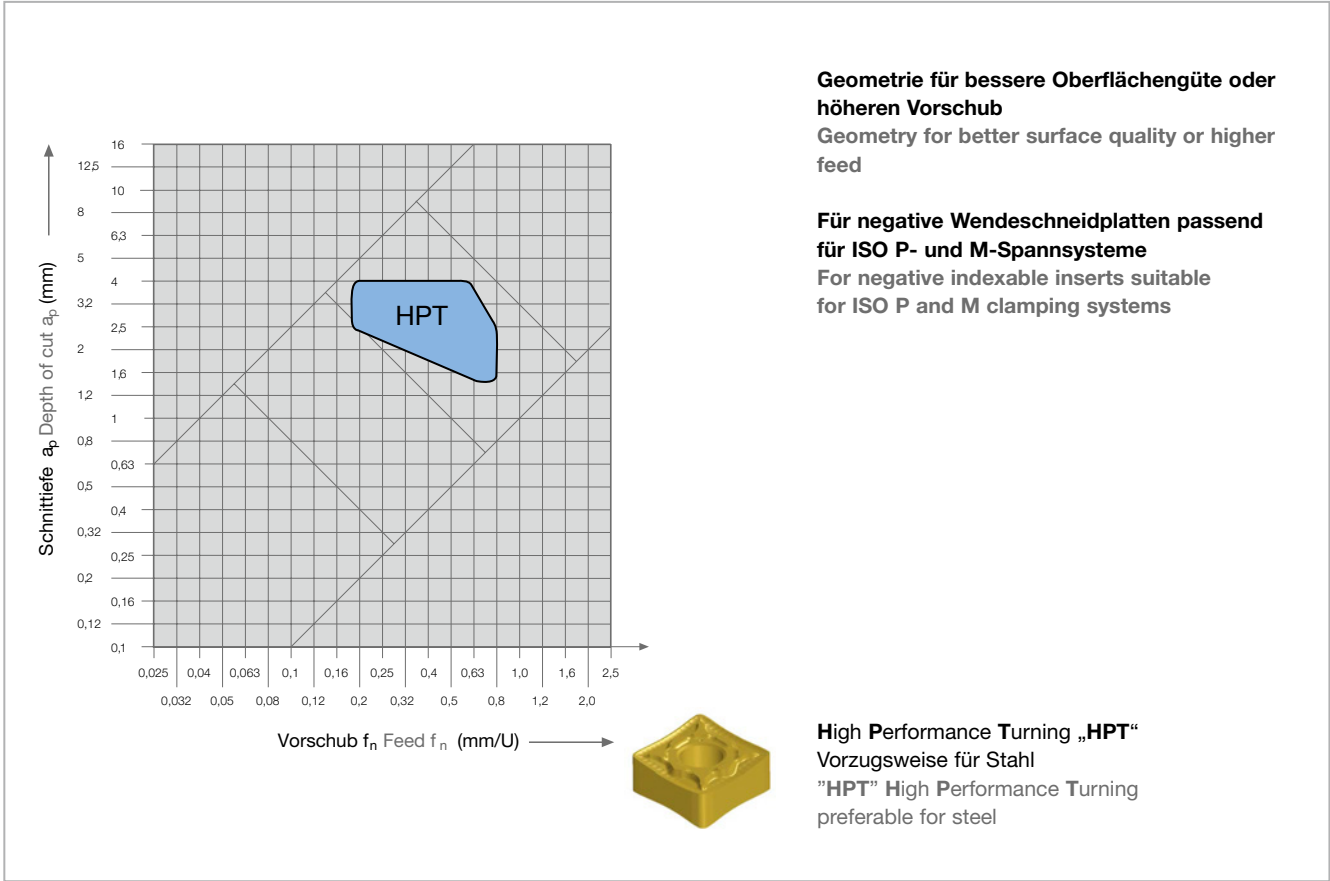 Geometrie für bessere Oberflächengüte oder
höheren Vorschub
Geometry for better surface quality or higher
feed
Für negative Wendeschneidplatten passend
für ISO P- und M-Spannsysteme
For negative indexable inserts suitable
for ISO P and M clamping systems
Schnittiefe ap Depth of cut ap (mm)
16
12,5
10
8
6,3
5
4
3,2
2,5
2
1,6
1,2
1
0,8
0,63
0,5
0,4
0,32
0,25
0,2
0,16
0,12
0,1
HPT
0,025 0,04 0,063 0,1 0,16 0,25 0,4 0,63 1,0 1,6 2,5
0,032 0,05 0,08 0,12 0,2 0,32 0,5 0,8 1,2 2,0
Vorschub fn Feed fn (mm/U)
High Performance Turning „HPT“
Vorzugsweise für Stahl
"HPT" High Performance Turning
preferable for steel